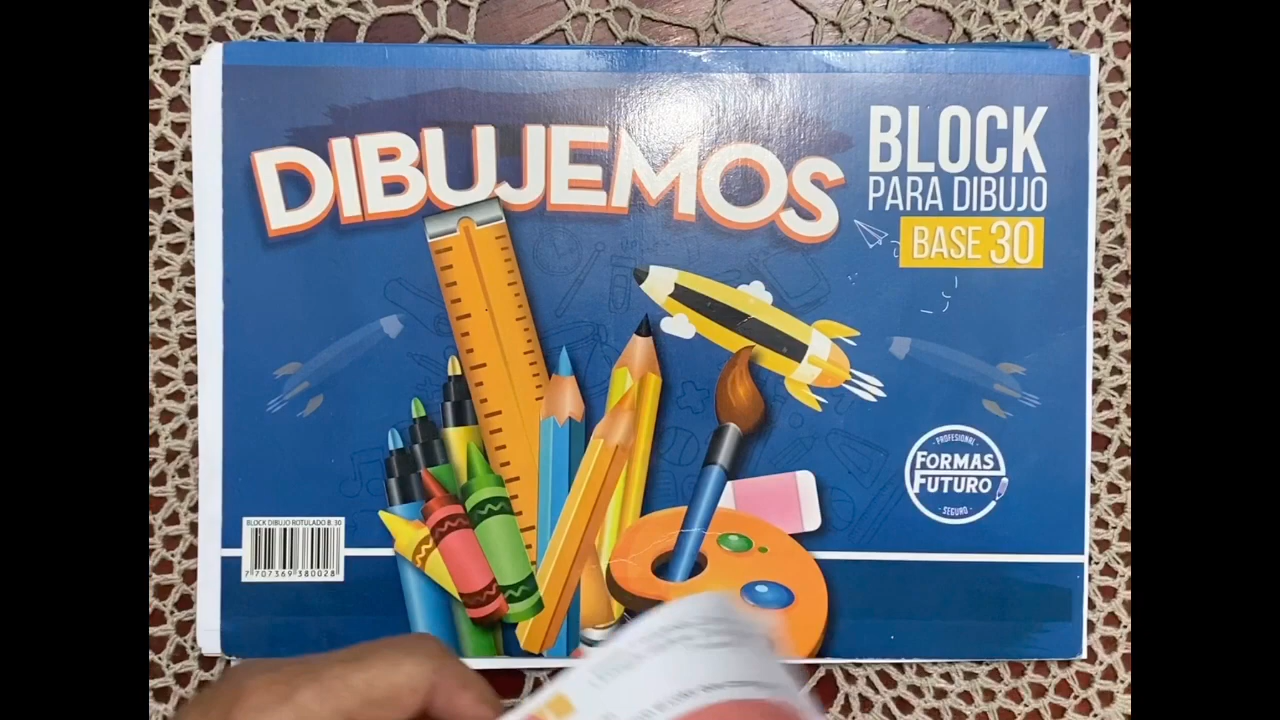 DIBUJEMOS
BLOCK
PARA DIBUJO
BASE 30
· PROFESIONAL ·
FORMAS
FUTURO
· SEGURO ·
BLOCK DIBUJO ROTULADO B. 30
7 707369 380028